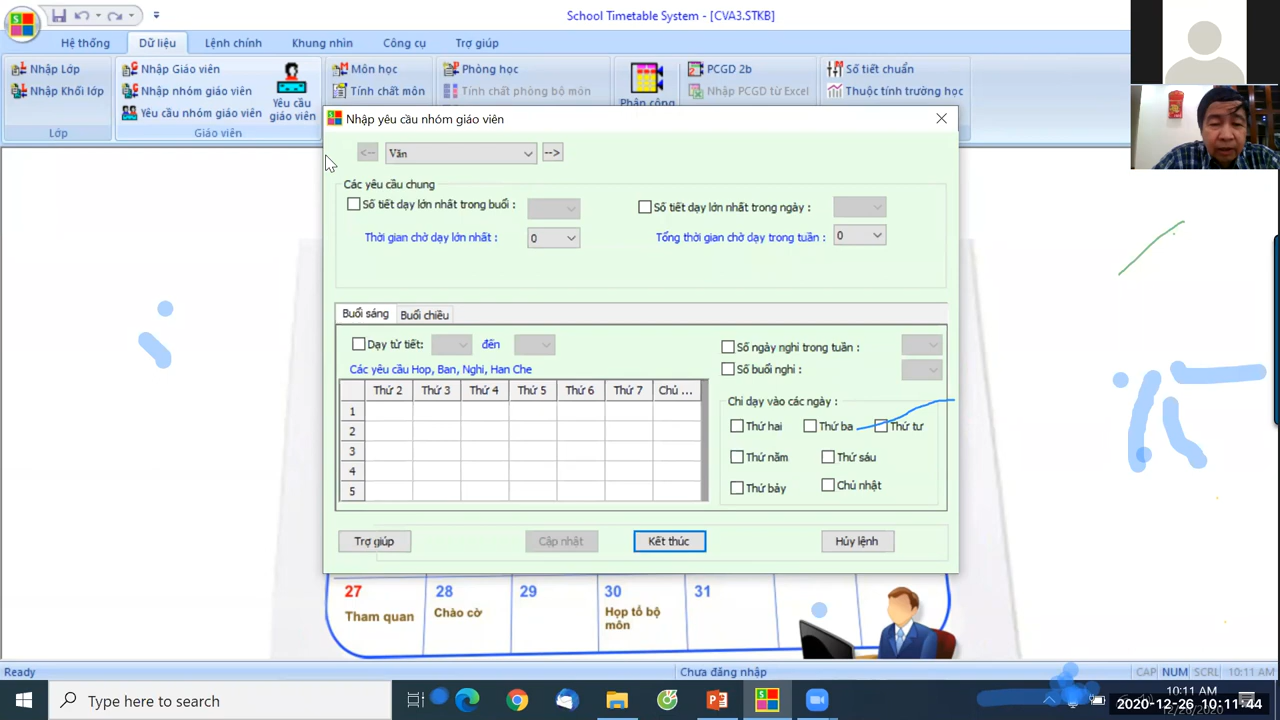 School Timetable System - [CVA3.STKB]
Hệ thống Dữ liệu Lệnh chính Khung nhìn Công cụ Trợ giúp
Nhập Lớp
Nhập Khối lớp
Lớp
Nhập Giáo viên
Nhập nhóm giáo viên
Yêu cầu nhóm giáo viên
Yêu cầu
giáo viên
Giáo viên
Môn học
Tính chất môn
Phòng học
Tính chất phòng bộ môn
Phân công
PCGD 2b
Nhập PCGD từ Excel
Số tiết chuẩn
Thuộc tính trường học
Nhập yêu cầu nhóm giáo viên
<-- Văn -->
Các yêu cầu chung
Số tiết dạy lớn nhất trong buổi :
Số tiết dạy lớn nhất trong ngày :
Thời gian chờ dạy lớn nhất : 0
Tổng thời gian chờ dạy trong tuần : 0
Buổi sáng Buổi chiều
Dạy từ tiết: đến
Số ngày nghỉ trong tuần :
Các yêu cầu Hop, Ban, Nghi, Han Che
Số buổi nghỉ :
Thứ 2 Thứ 3 Thứ 4 Thứ 5 Thứ 6 Thứ 7 Chủ ...
1
2
3
4
5
Chỉ dạy vào các ngày :
Thứ hai Thứ ba Thứ tư
Thứ năm Thứ sáu
Thứ bảy Chủ nhật
Trợ giúp Cập nhật Kết thúc Hủy lệnh
27 28 29 30 31
Tham quan Chào cờ Họp tổ bộ
môn
Ready Chưa đăng nhập CAP NUM SCRL 10:11 AM
Type here to search
10:11 AM
12/26/2020
2020-12-26 10:11:44